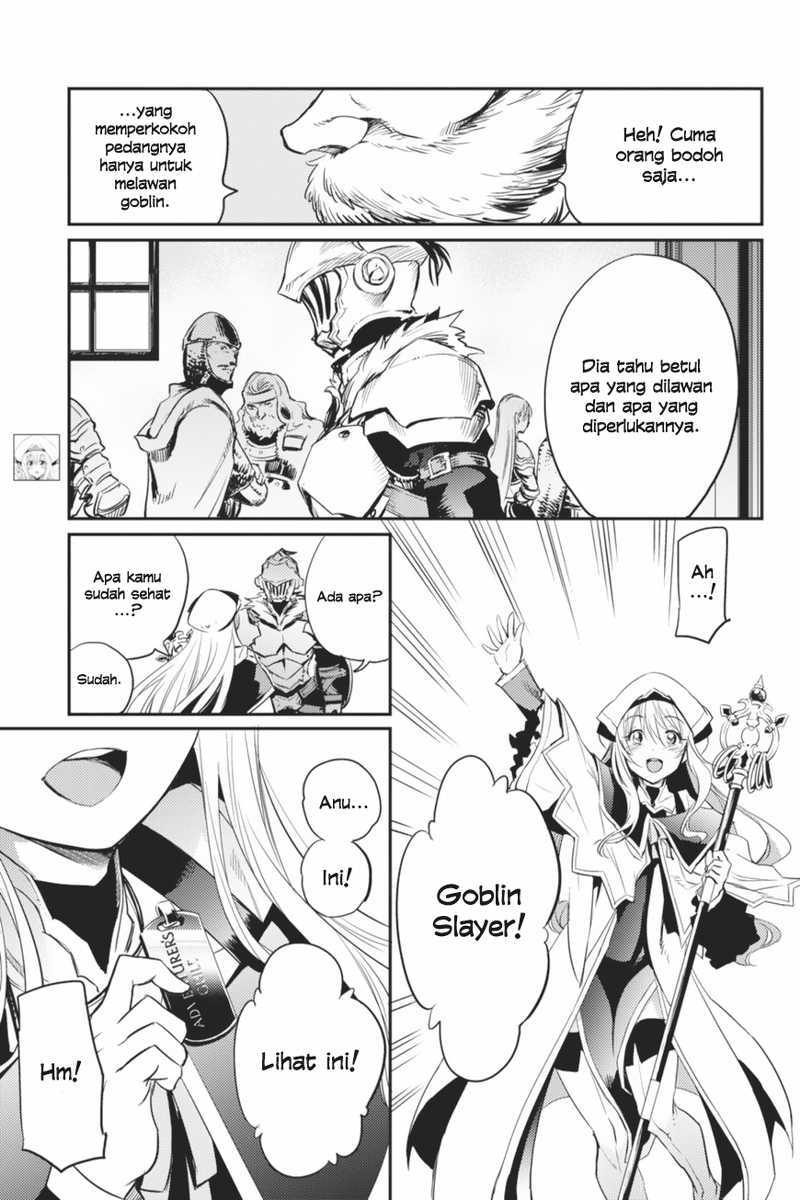 Heh! Cuma
orang bodoh
saja...
...yang
memperkokoh
pedangnya
hanya untuk
melawan
goblin.
Dia tahu betul
apa yang dilawan
dan apa yang
diperlukannya.
Ah
...!
Goblin
Slayer!
Ada apa?
Apa kamu
sudah sehat
...?
Sudah.
Anu...
Ini!
Lihat ini!
ADVENTURERS
GUILD
Hm!